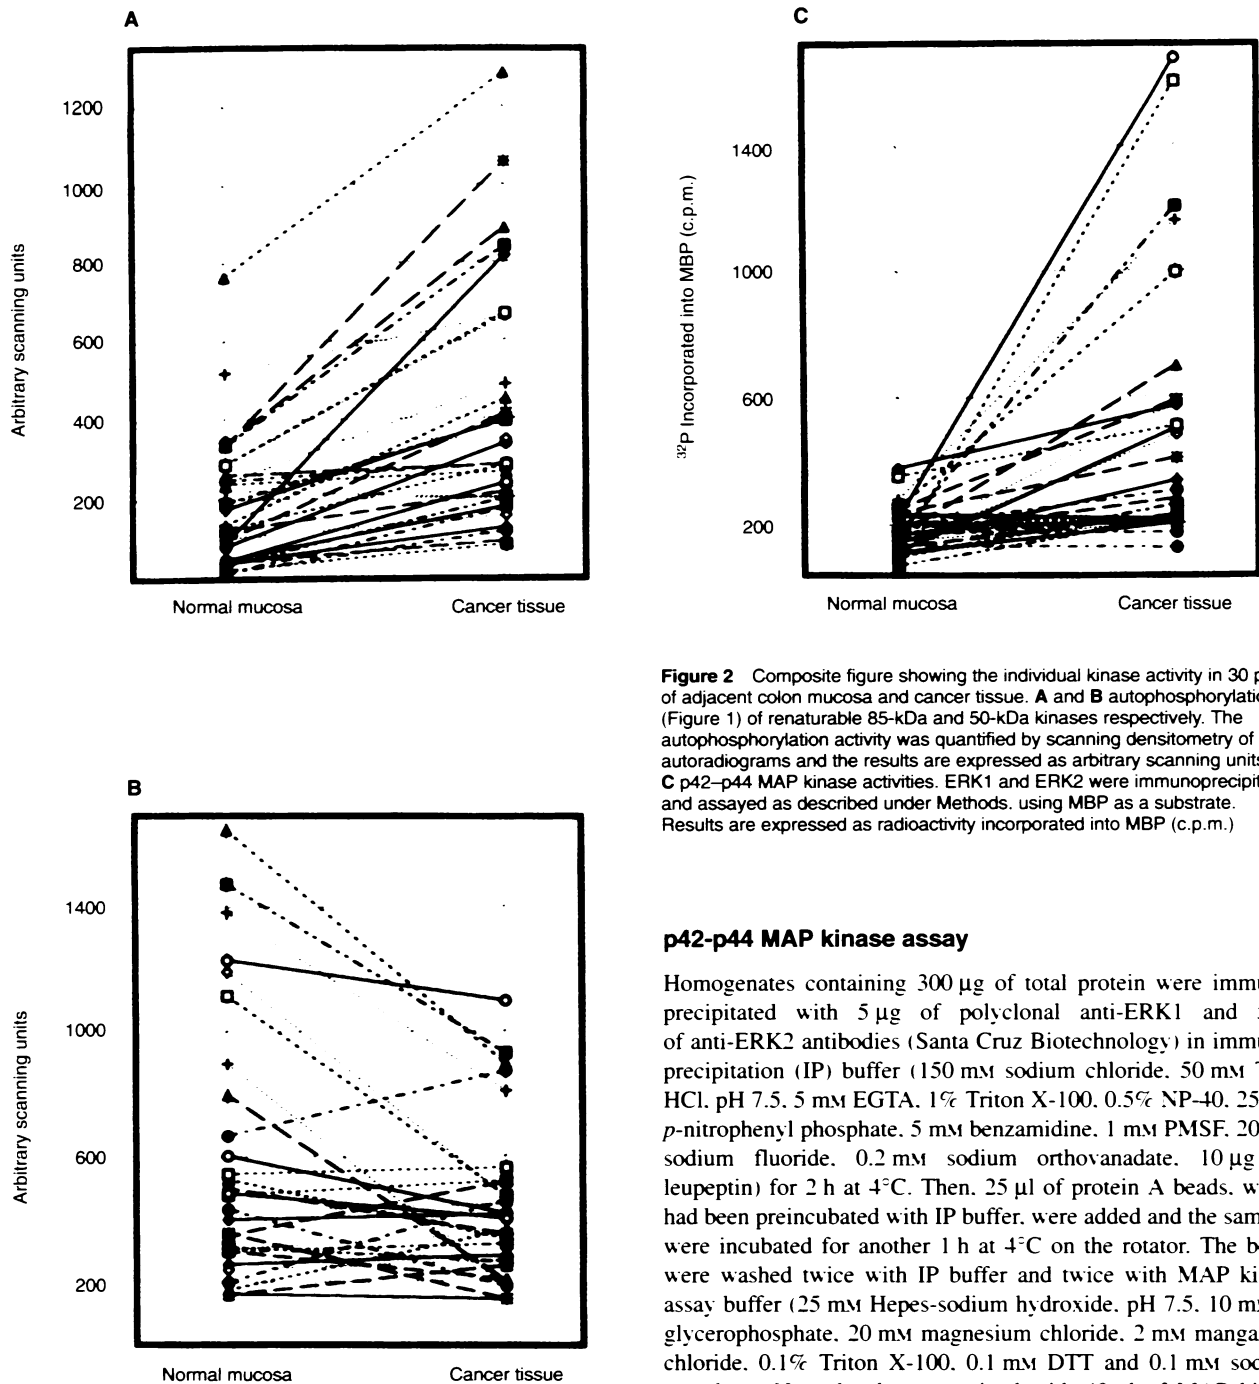 A
1200
1000
800
600
400
200
Arbitrary scanning units
Normal mucosa Cancer tissue
B
1400
1000
600
200
Arbitrary scanning units
Normal mucosa Cancer tissue
C
1400
1000
600
200
32P Incorporated into MBP (c.p.m.)
Normal mucosa Cancer tissue
Figure 2 Composite figure showing the individual kinase activity in 30
of adjacent colon mucosa and cancer tissue. A and B
(Figure 1) of renaturable 85-kDa and 50-kDa kinases respectively. The
autophosphorylation activity was quantified by scanning densitometry of
autoradiograms and the results are expressed as arbitrary scanning units
C p42–p44 MAP kinase activities. ERK1 and ERK2 were
and assayed as described under Methods. using MBP as a substrate.
Results are expressed as radioactivity incorporated into MBP (c.p.m.)
p42-p44 MAP kinase assay
Homogenates containing 300 µg of total protein were
precipitated with 5 µg of polyclonal anti-ERK1 and
of anti-ERK2 antibodies (Santa Cruz Biotechnology) in
precipitation (IP) buffer (150 mM sodium chloride. 50 mM
HCl. pH 7.5. 5 mM EGTA. 1% Triton X-100. 0.5% NP-40. 25
p-nitrophenyl phosphate. 5 mM benzamidine. 1 mM PMSF. 20
sodium fluoride. 0.2 mM sodium orthovanadate. 10 µg
leupeptin) for 2 h at 4°C. Then. 25 µl of protein A beads.
had been preincubated with IP buffer. were added and the
were incubated for another 1 h at 4°C on the rotator. The
were washed twice with IP buffer and twice with MAP
assay buffer (25 mM Hepes-sodium hydroxide. pH 7.5. 10
glycerophosphate. 20 mM magnesium chloride. 2 mM
chloride. 0.1% Triton X-100. 0.1 mM DTT and 0.1 mM